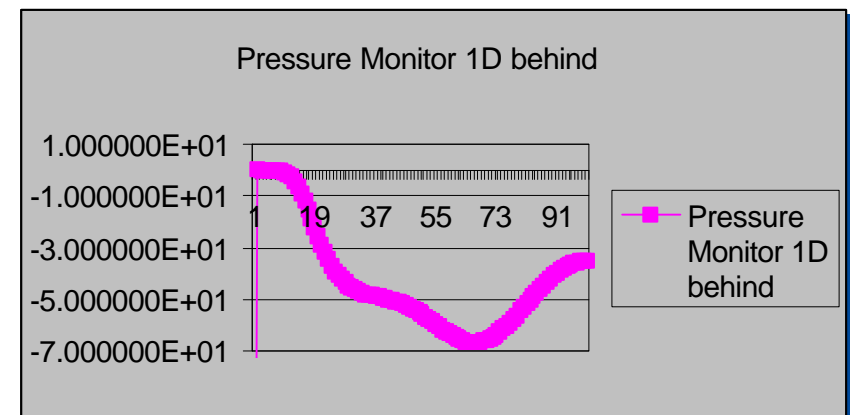 Pressure Monitor 1D behind
1.000000E+01
-1.000000E+01
-3.000000E+01
-5.000000E+01
-7.000000E+01
1 19 37 55 73 91
Pressure
Monitor 1D
behind